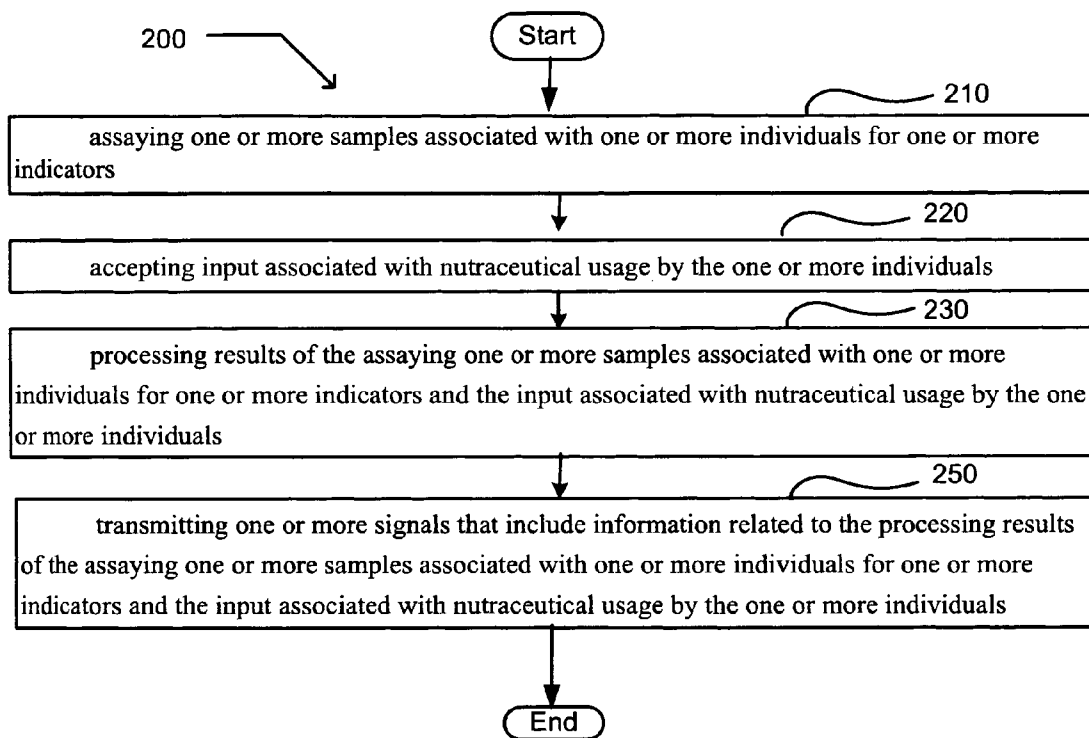 200
Start
210
assaying one or more samples associated with one or more individuals for one or more
indicators
220
accepting input associated with nutraceutical usage by the one or more individuals
230
processing results of the assaying one or more samples associated with one or more
individuals for one or more indicators and the input associated with nutraceutical usage by the one
or more individuals
250
transmitting one or more signals that include information related to the processing results
of the assaying one or more samples associated with one or more individuals for one or more
indicators and the input associated with nutraceutical usage by the one or more individuals
End